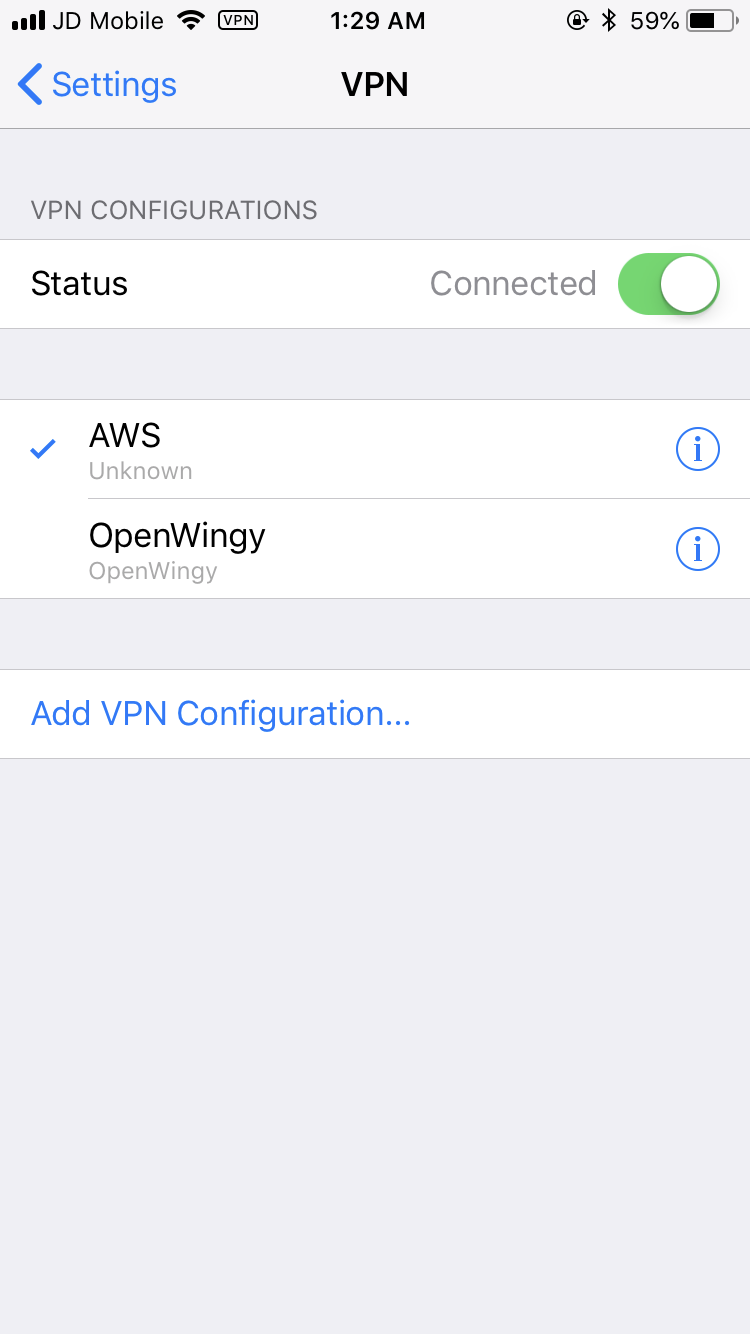 JD Mobile VPN 1:29 AM 59%
Settings VPN
VPN CONFIGURATIONS
Status Connected
AWS
Unknown
OpenWingy
OpenWingy
Add VPN Configuration...